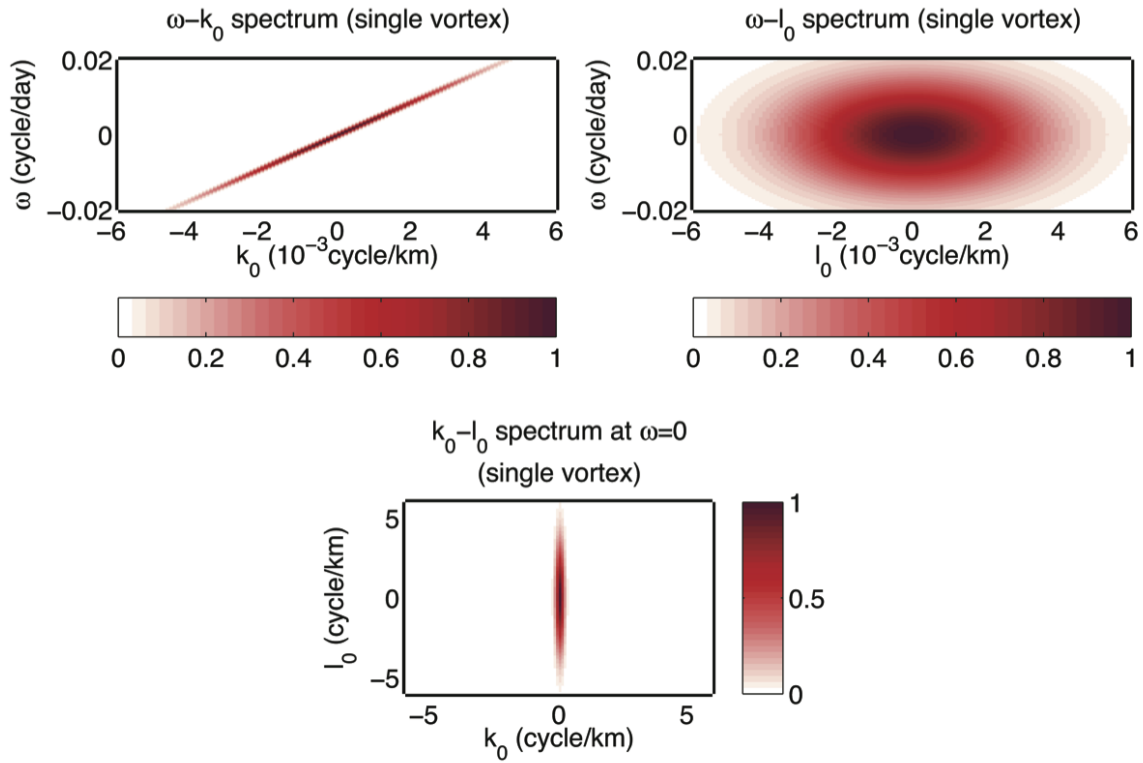 ω−k₀ spectrum (single vortex)
ω (cycle/day)
0.02
0
−0.02
−6 −4 −2 0 2 4 6
k₀ (10⁻³cycle/km)
0 0.2 0.4 0.6 0.8 1
ω−l₀ spectrum (single vortex)
ω (cycle/day)
0.02
0
−0.02
−6 −4 −2 0 2 4 6
l₀ (10⁻³cycle/km)
0 0.2 0.4 0.6 0.8 1
k₀−l₀ spectrum at ω=0
(single vortex)
l₀ (cycle/km)
5
0
−5
−5 0 5
k₀ (cycle/km)
1
0.5
0